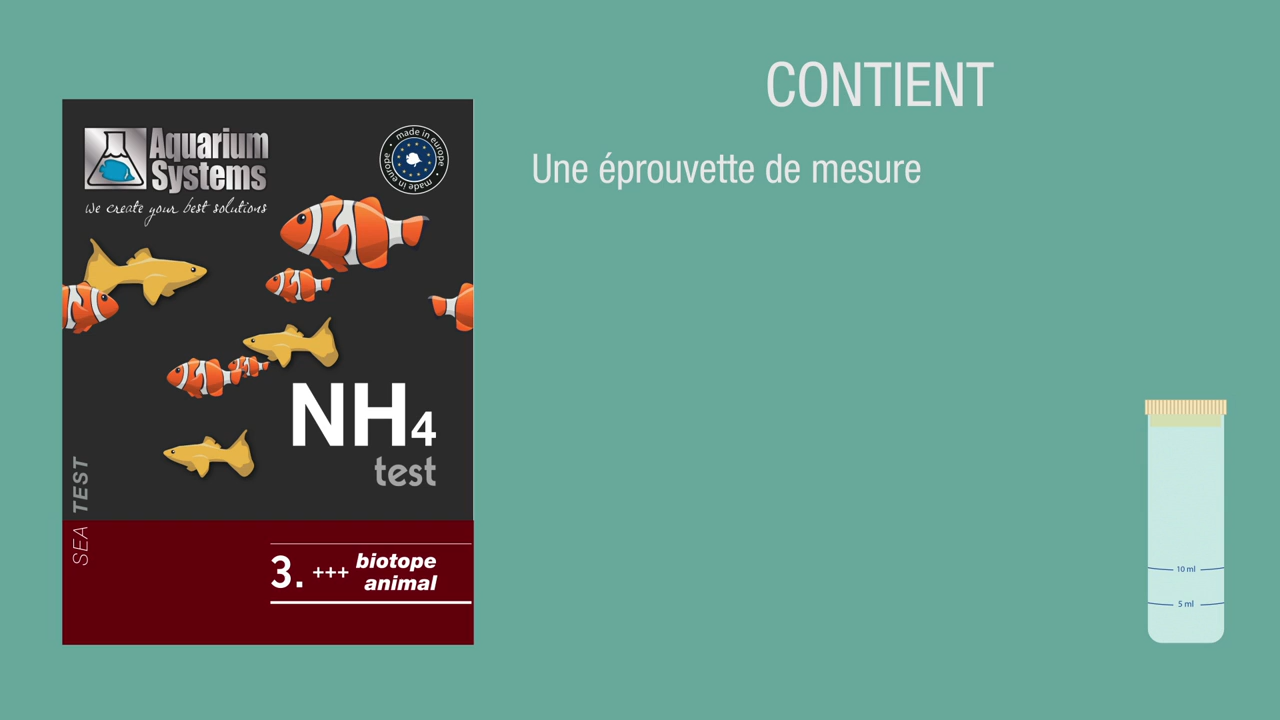 CONTIENT
Une éprouvette de mesure
Aquarium
Systems
we create your best solutions
made in europe
made in europe
NH4
test
SEA TEST
3. +++ biotope
animal
10 ml
5 ml